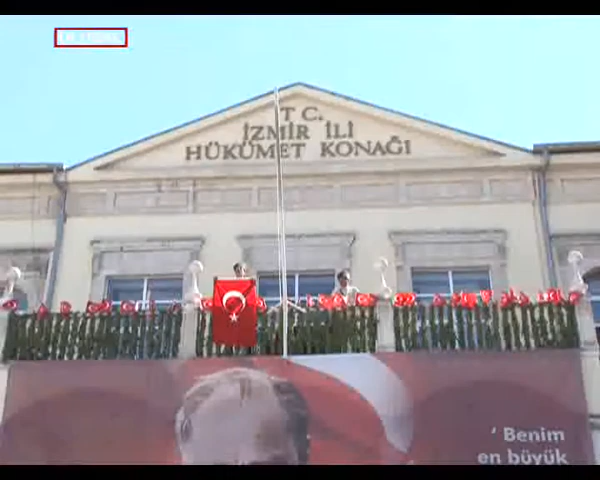 T.C.
İZMİR İLİ
HÜKÜMET KONAĞI
‘ Benim
en büyük